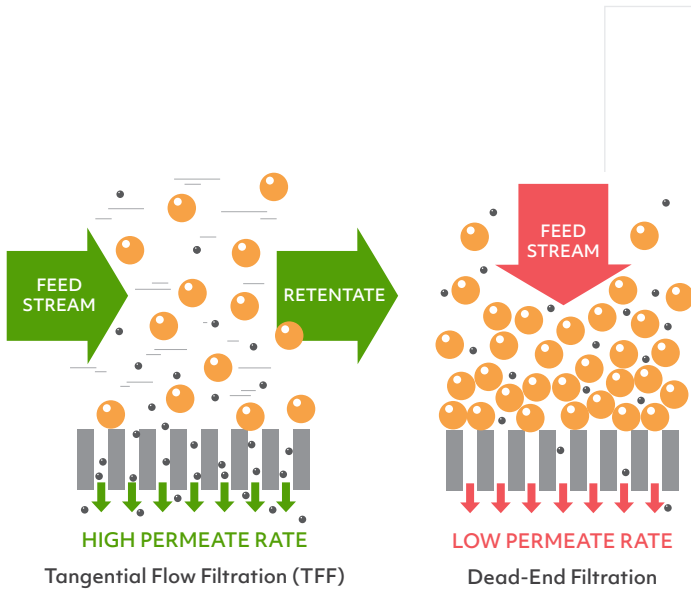 FEED
STREAM
RETENTATE
HIGH PERMEATE RATE
Tangential Flow Filtration (TFF)
FEED
STREAM
LOW PERMEATE RATE
Dead-End Filtration